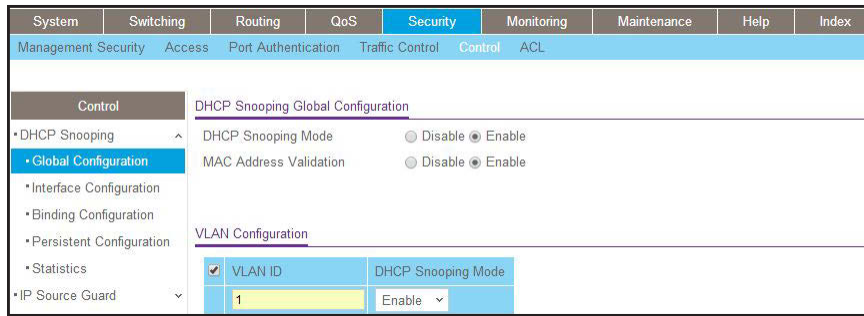 System Switching Routing QoS Security Monitoring Maintenance Help Index
Management Security Access Port Authentication Traffic Control Control ACL
Control
DHCP Snooping
Global Configuration
Interface Configuration
Binding Configuration
Persistent Configuration
Statistics
IP Source Guard
DHCP Snooping Global Configuration
DHCP Snooping Mode Disable Enable
MAC Address Validation Disable Enable
VLAN Configuration
VLAN ID DHCP Snooping Mode
1 Enable